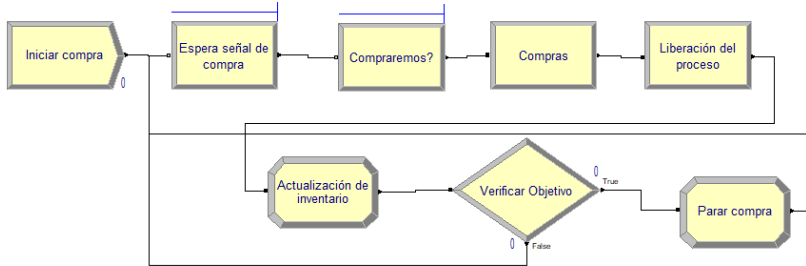 Iniciar compra
0
Espera señal de
compra
Compraremos?
Compras
Liberación del
proceso
Actualización de
inventario
Verificar Objetivo
0
True
0
False
Parar compra